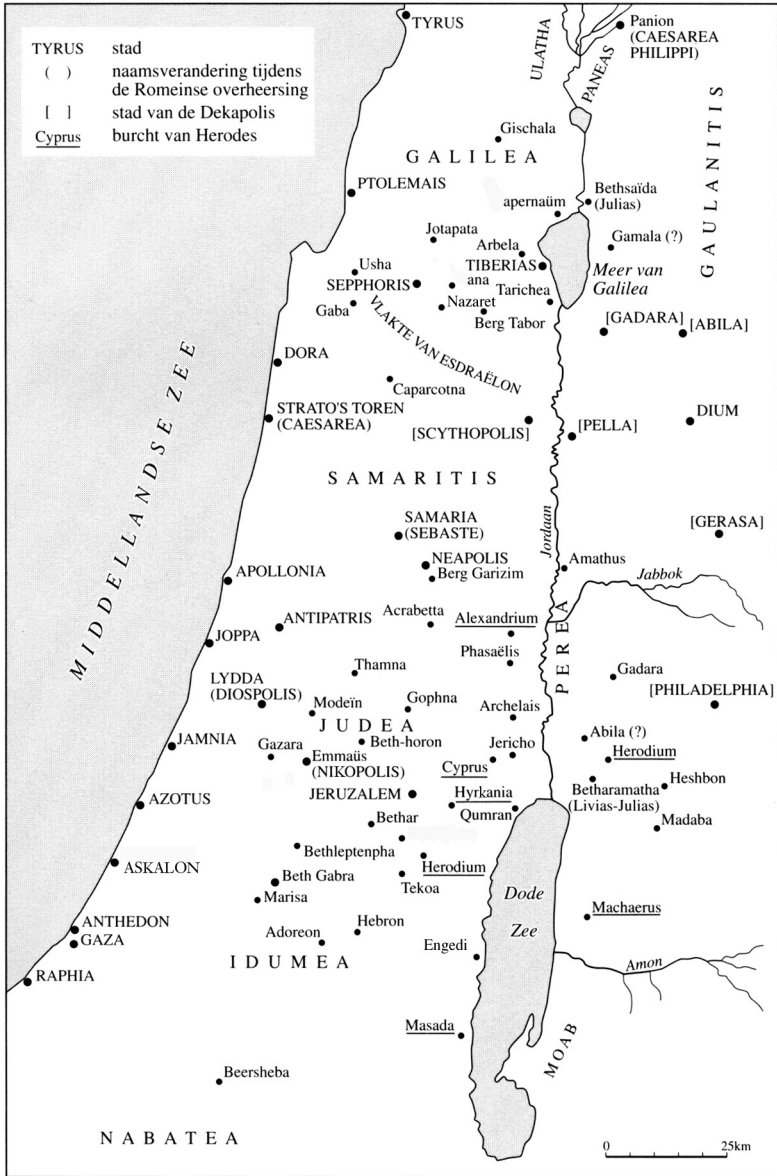 TYRUS stad
( ) naamsverandering tijdens
de Romeinse overheersing
[ ] stad van de Dekapolis
Cyprus burcht van Herodes
TYRUS
ULATHA
PANEAS
Panion
(CAESAREA
PHILIPPI)
GAULANITIS
Gischala
GALILEA
PTOLEMAIS
apernaüm
Bethsaïda
(Julias)
Jotapata
Arbela
Gamala (?)
Usha
TIBERIAS
Meer van
Galilea
SEPPHORIS
ana
Tarichea
Gaba
Nazaret
Berg Tabor
[GADARA]
[ABILA]
VLAKTE VAN ESDRAËLON
DORA
Caparcotna
STRATO'S TOREN
(CAESAREA)
[SCYTHOPOLIS]
[PELLA]
DIUM
MIDDELLANDSE ZEE
SAMARITIS
SAMARIA
(SEBASTE)
Jordaan
[GERASA]
NEAPOLIS
Berg Garizim
Amathus
Jabbok
APOLLONIA
ANTIPATRIS
Acrabetta
Alexandrium
JOPPA
Phasaëlis
PEREA
Thamna
Gadara
LYDDA
(DIOSPOLIS)
[PHILADELPHIA]
Modeïn
Gophna
Archelais
JUDEA
JAMNIA
Beth-horon
Abila (?)
Gazara
Emmaüs
(NIKOPOLIS)
Jericho
Herodium
Cyprus
Betharamatha
(Livias-Julias)
Heshbon
JERUZALEM
Hyrkania
Qumran
AZOTUS
Bethar
Madaba
Bethleptenpha
ASKALON
Herodium
Beth Gabra
Tekoa
Dode
Zee
Marisa
Machaerus
ANTHEDON
GAZA
Hebron
Adoreon
Engedi
IDUMEA
Amon
RAPHIA
Masada
MOAB
Beersheba
NABATEA
0 25km